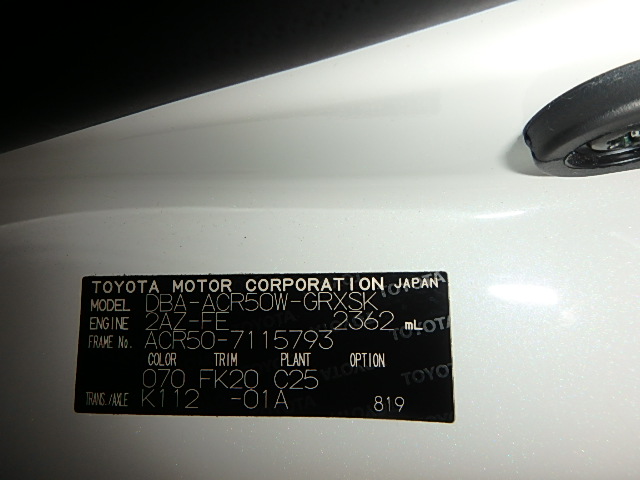 TOYOTA MOTOR CORPORATION JAPAN
MODEL DBA-ACR50W-GRXSK
ENGINE 2AZ-FE 2362 mL
FRAME No. ACR50-7115793
COLOR TRIM PLANT OPTION
070 FK20 C25
TRANS./AXLE K112 -01A 819